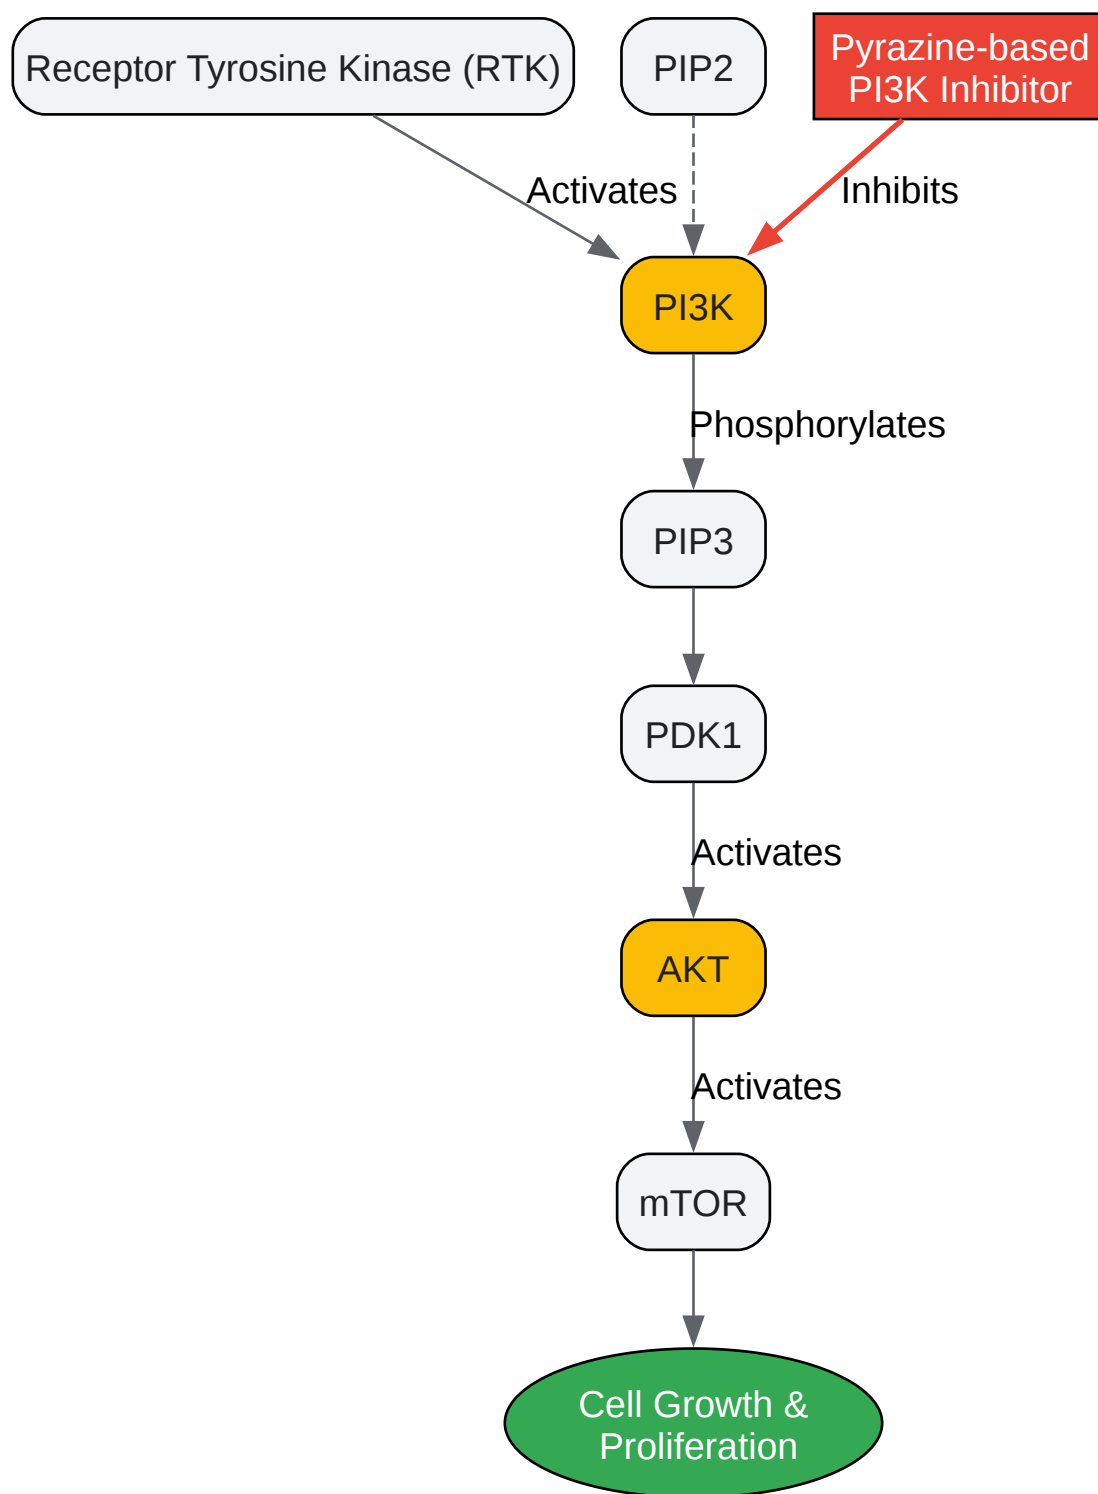 Receptor Tyrosine Kinase (RTK)
PIP2
Pyrazine-based
PI3K Inhibitor
Activates
Inhibits
PI3K
Phosphorylates
PIP3
PDK1
Activates
AKT
Activates
mTOR
Cell Growth &
Proliferation